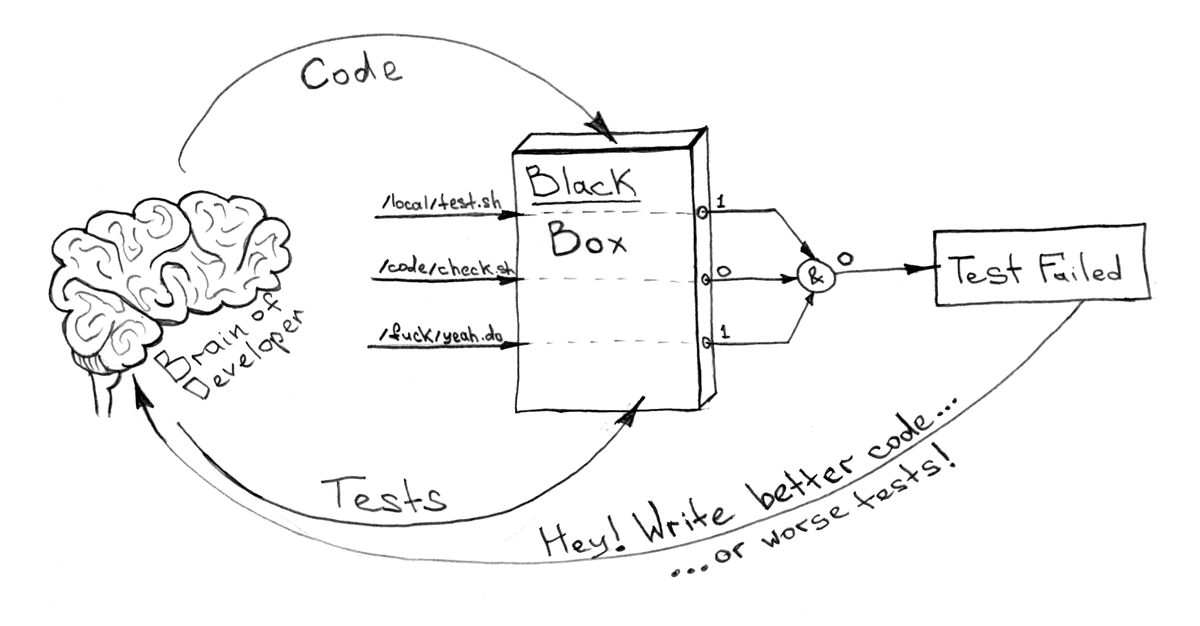 Code
Black
Box
/local/test.sh
/code/check.sh
/fuck/yeah.do
1
0
1
&
0
Test Failed
Brain of
Developer
Tests
Hey! Write better code...
...or worse tests!